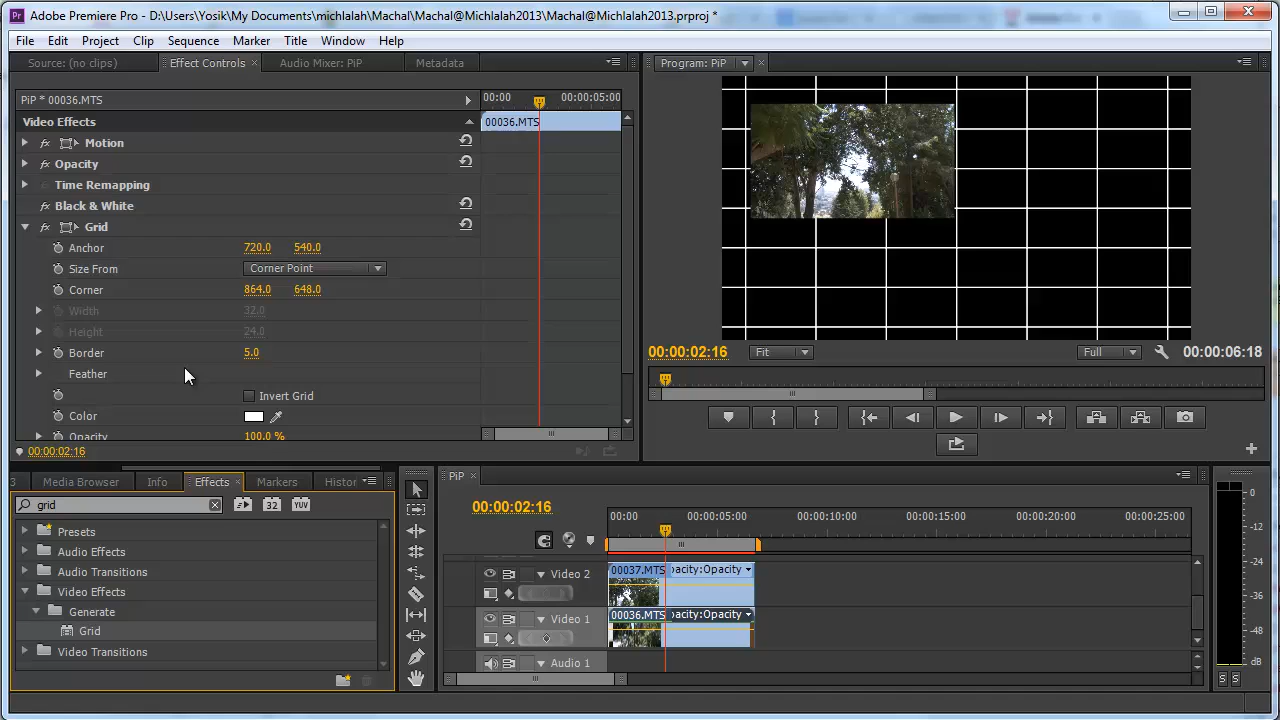 Adobe Premiere Pro - D:\Users\Yosik\My Documents\michlalah\Machal\Machal@Michlalah2013\Machal@Michlalah2013.prproj *
File Edit Project Clip Sequence Marker Title Window Help
Source: (no clips) Effect Controls Audio Mixer: PiP Metadata
Program: PiP
PiP * 00036.MTS
00:00 00:00:05:00
Video Effects
00036.MTS
Motion
Opacity
Time Remapping
Black & White
Grid
Anchor 720.0 540.0
Size From Corner Point
Corner 864.0 648.0
Width 32.0
Height 24.0
Border 5.0
Feather
Invert Grid
Color
Opacity 100.0 %
00:00:02:16
00:00:02:16 Fit Full 00:00:06:18
3 Media Browser Info Effects Markers Histor
grid
32 YUV
Presets
Audio Effects
Audio Transitions
Video Effects
Generate
Grid
Video Transitions
PiP
00:00:02:16
00:00 00:00:05:00 00:00:10:00 00:00:15:00 00:00:20:00 00:00:25:00
Video 2 00037.MTS pacity:Opacity
Video 1 00036.MTS pacity:Opacity
Audio 1
0
-12
-24
-36
-48
dB
S S